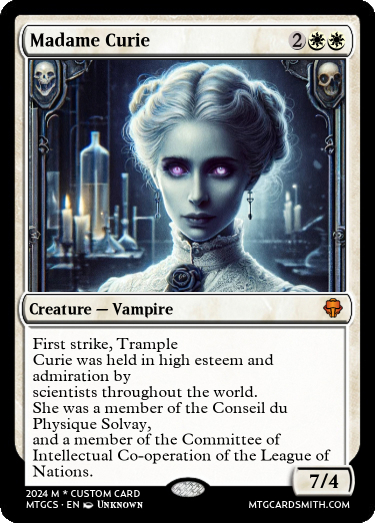 Madame Curie 2
Creature — Vampire
First strike, Trample
Curie was held in high esteem and
admiration by
scientists throughout the world.
She was a member of the Conseil du
Physique Solvay,
and a member of the Committee of
Intellectual Co-operation of the League of
Nations.
7/4
2024 M * CUSTOM CARD
MTGCS · EN Unknown
MTGCARDSMITH.COM